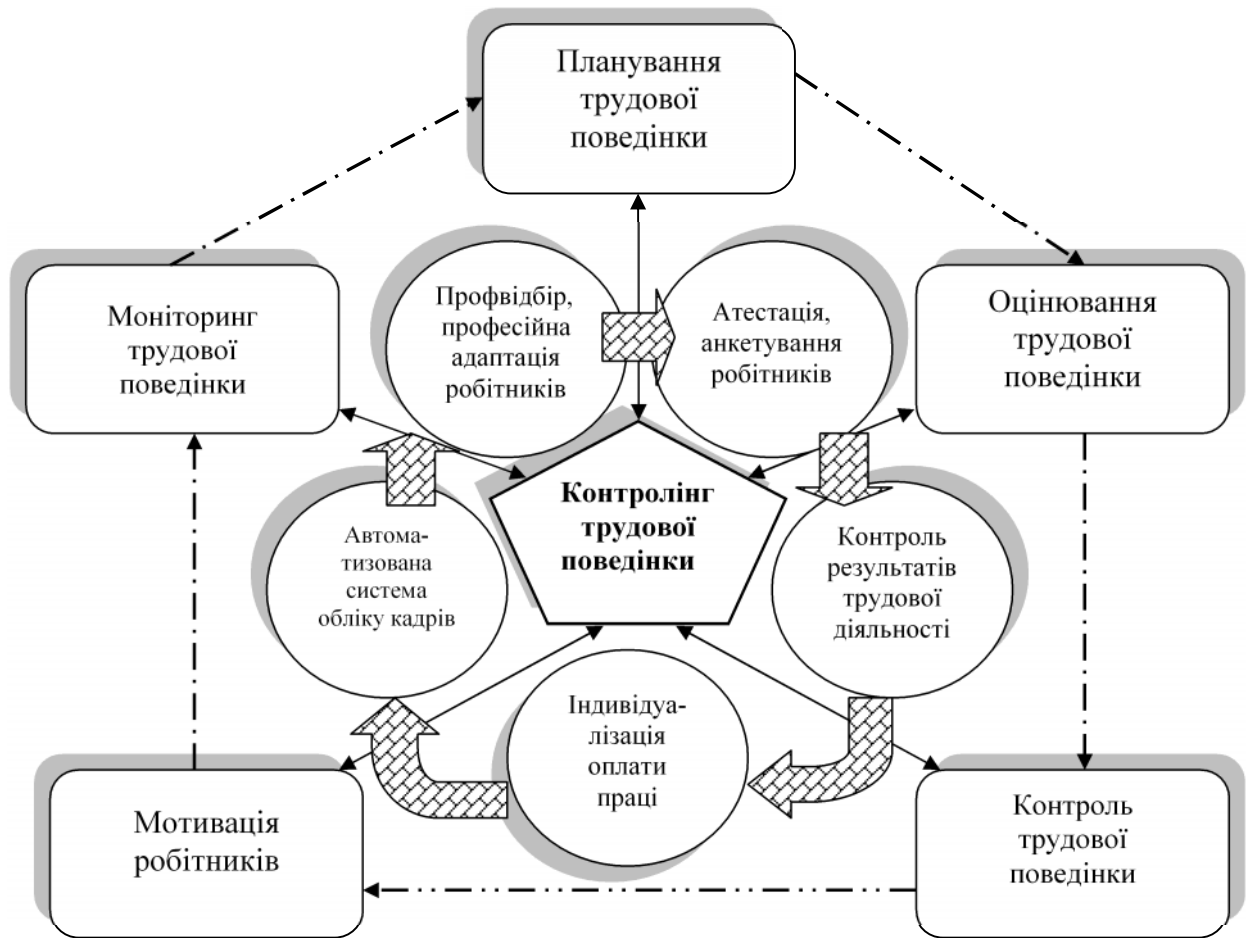 Планування
трудової
поведінки
Моніторинг
трудової
поведінки
Профвідбір,
професійна
адаптація
робітників
Атестація,
анкетування
робітників
Оцінювання
трудової
поведінки
Контролінг
трудової
поведінки
Автома-
тизована
система
обліку кадрів
Контроль
результатів
трудової
діяльності
Індивідуа-
лізація
оплати
праці
Мотивація
робітників
Контроль
трудової
поведінки